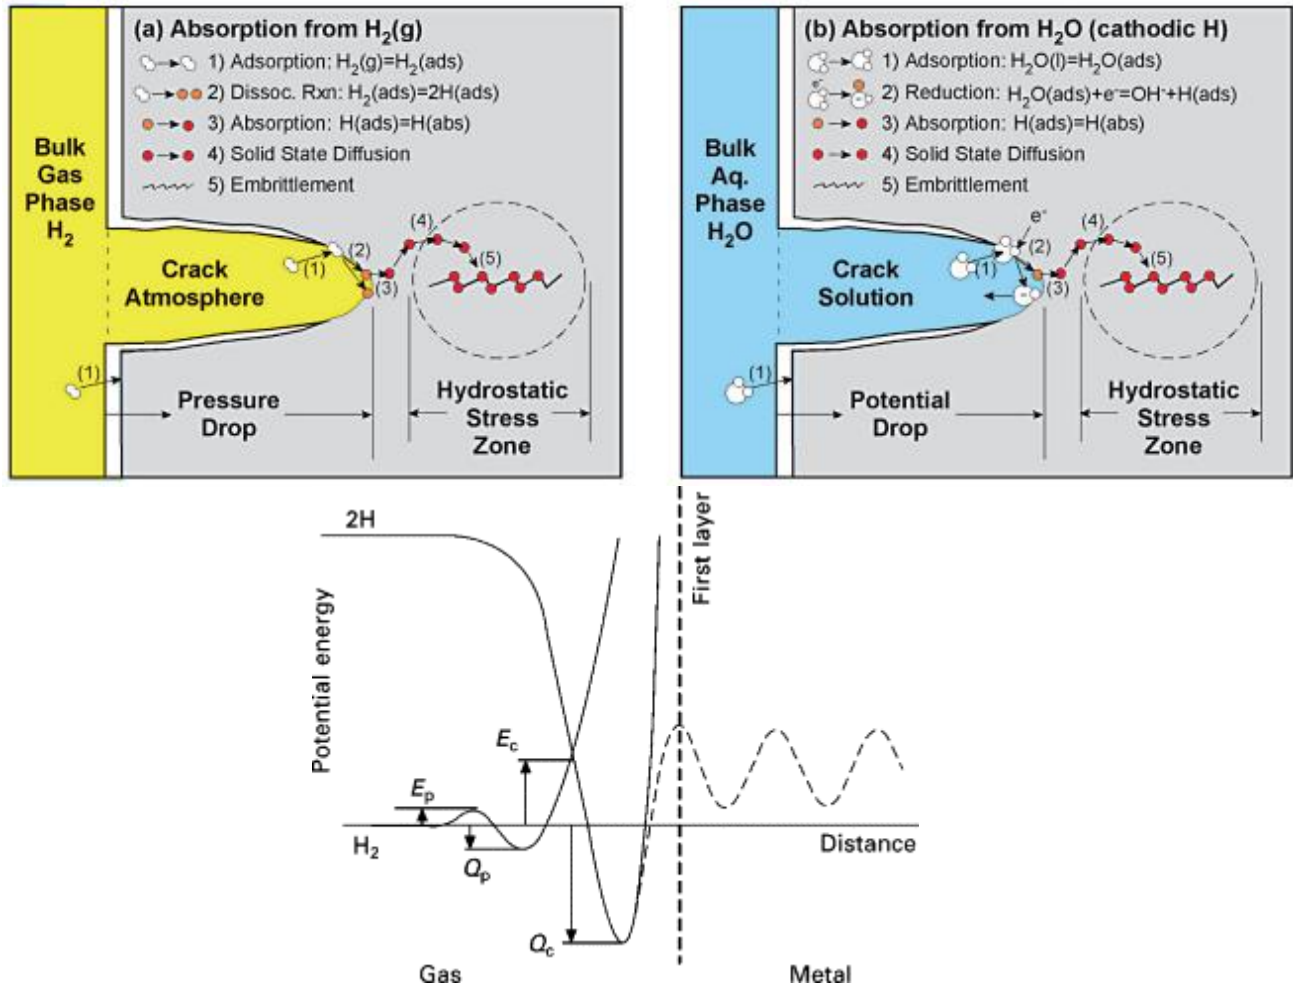 (a) Absorption from H₂(g)
1) Adsorption: H₂(g)=H₂(ads)
2) Dissoc. Rxn: H₂(ads)=2H(ads)
3) Absorption: H(ads)=H(abs)
4) Solid State Diffusion
5) Embrittlement
Bulk
Gas
Phase
H₂
Crack
Atmosphere
(1)
(2)
(3)
(4)
(5)
(1)
Pressure
Drop
Hydrostatic
Stress
Zone
(b) Absorption from H₂O (cathodic H)
1) Adsorption: H₂O(l)=H₂O(ads)
e⁻
2) Reduction: H₂O(ads)+e⁻=OH⁻+H(ads)
3) Absorption: H(ads)=H(abs)
4) Solid State Diffusion
5) Embrittlement
Bulk
Aq.
Phase
H₂O
Crack
Solution
e⁻
(1)
(2)
(3)
(4)
(5)
(1)
Potential
Drop
Hydrostatic
Stress
Zone
2H
Potential energy
First layer
E_c
E_p
H₂
Q_p
Distance
Q_c
Gas
Metal